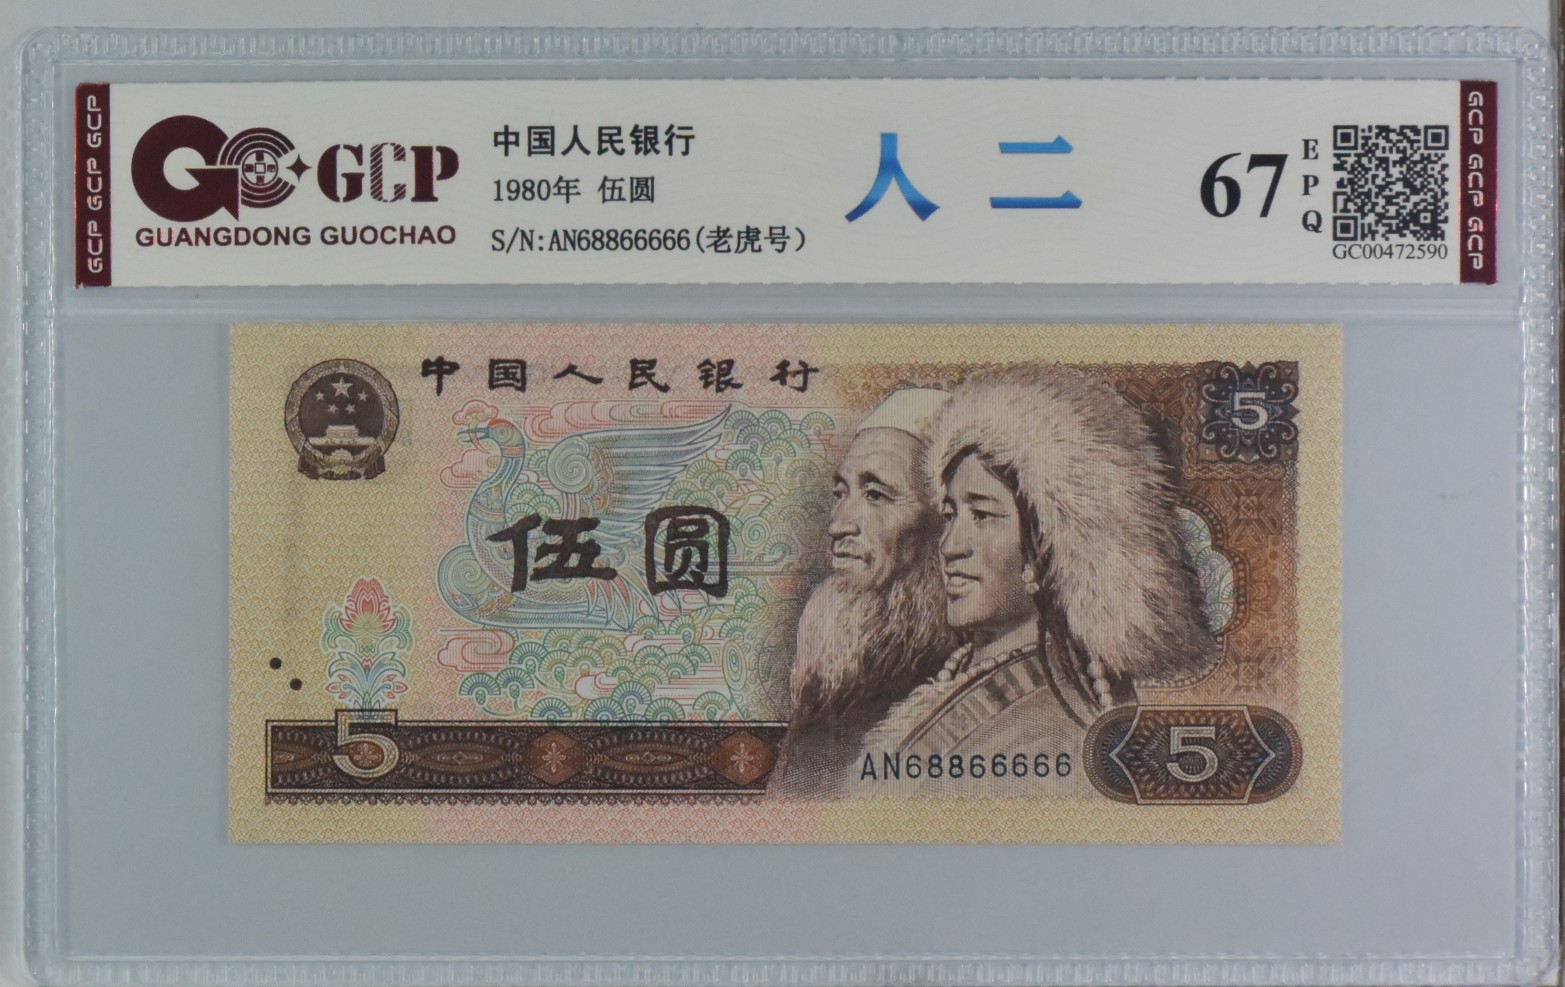 GCP GCP GCP
GCP
GUANGDONG GUOCHAO
中国人民银行
1980年 伍圆
S/N:AN68866666(老虎号)
人二
67
EPQ
GC00472590
GCP GCP GCP
中国人民银行
5
伍圆
5
AN68866666
5